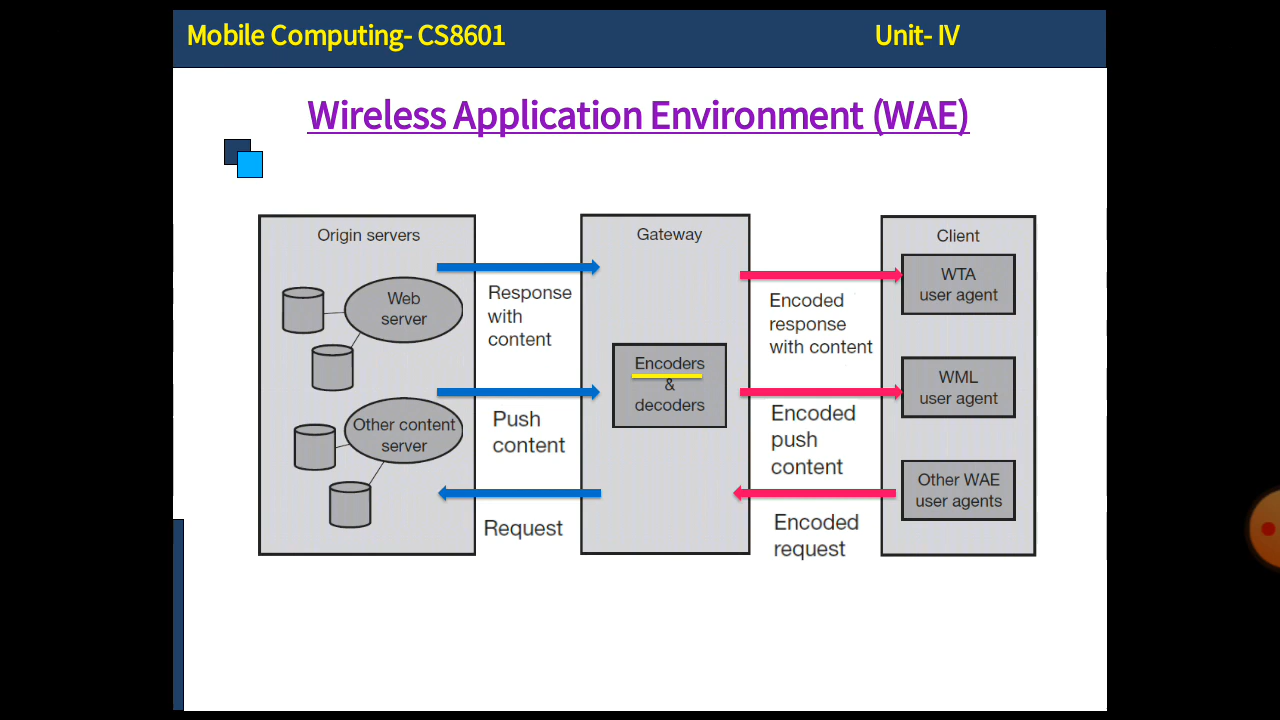 Mobile Computing- CS8601
Unit- IV
Wireless Application Environment (WAE)
Origin servers
Web
server
Other content
server
Response
with
content
Push
content
Request
Gateway
Encoders
&
decoders
Encoded
response
with content
Encoded
push
content
Encoded
request
Client
WTA
user agent
WML
user agent
Other WAE
user agents